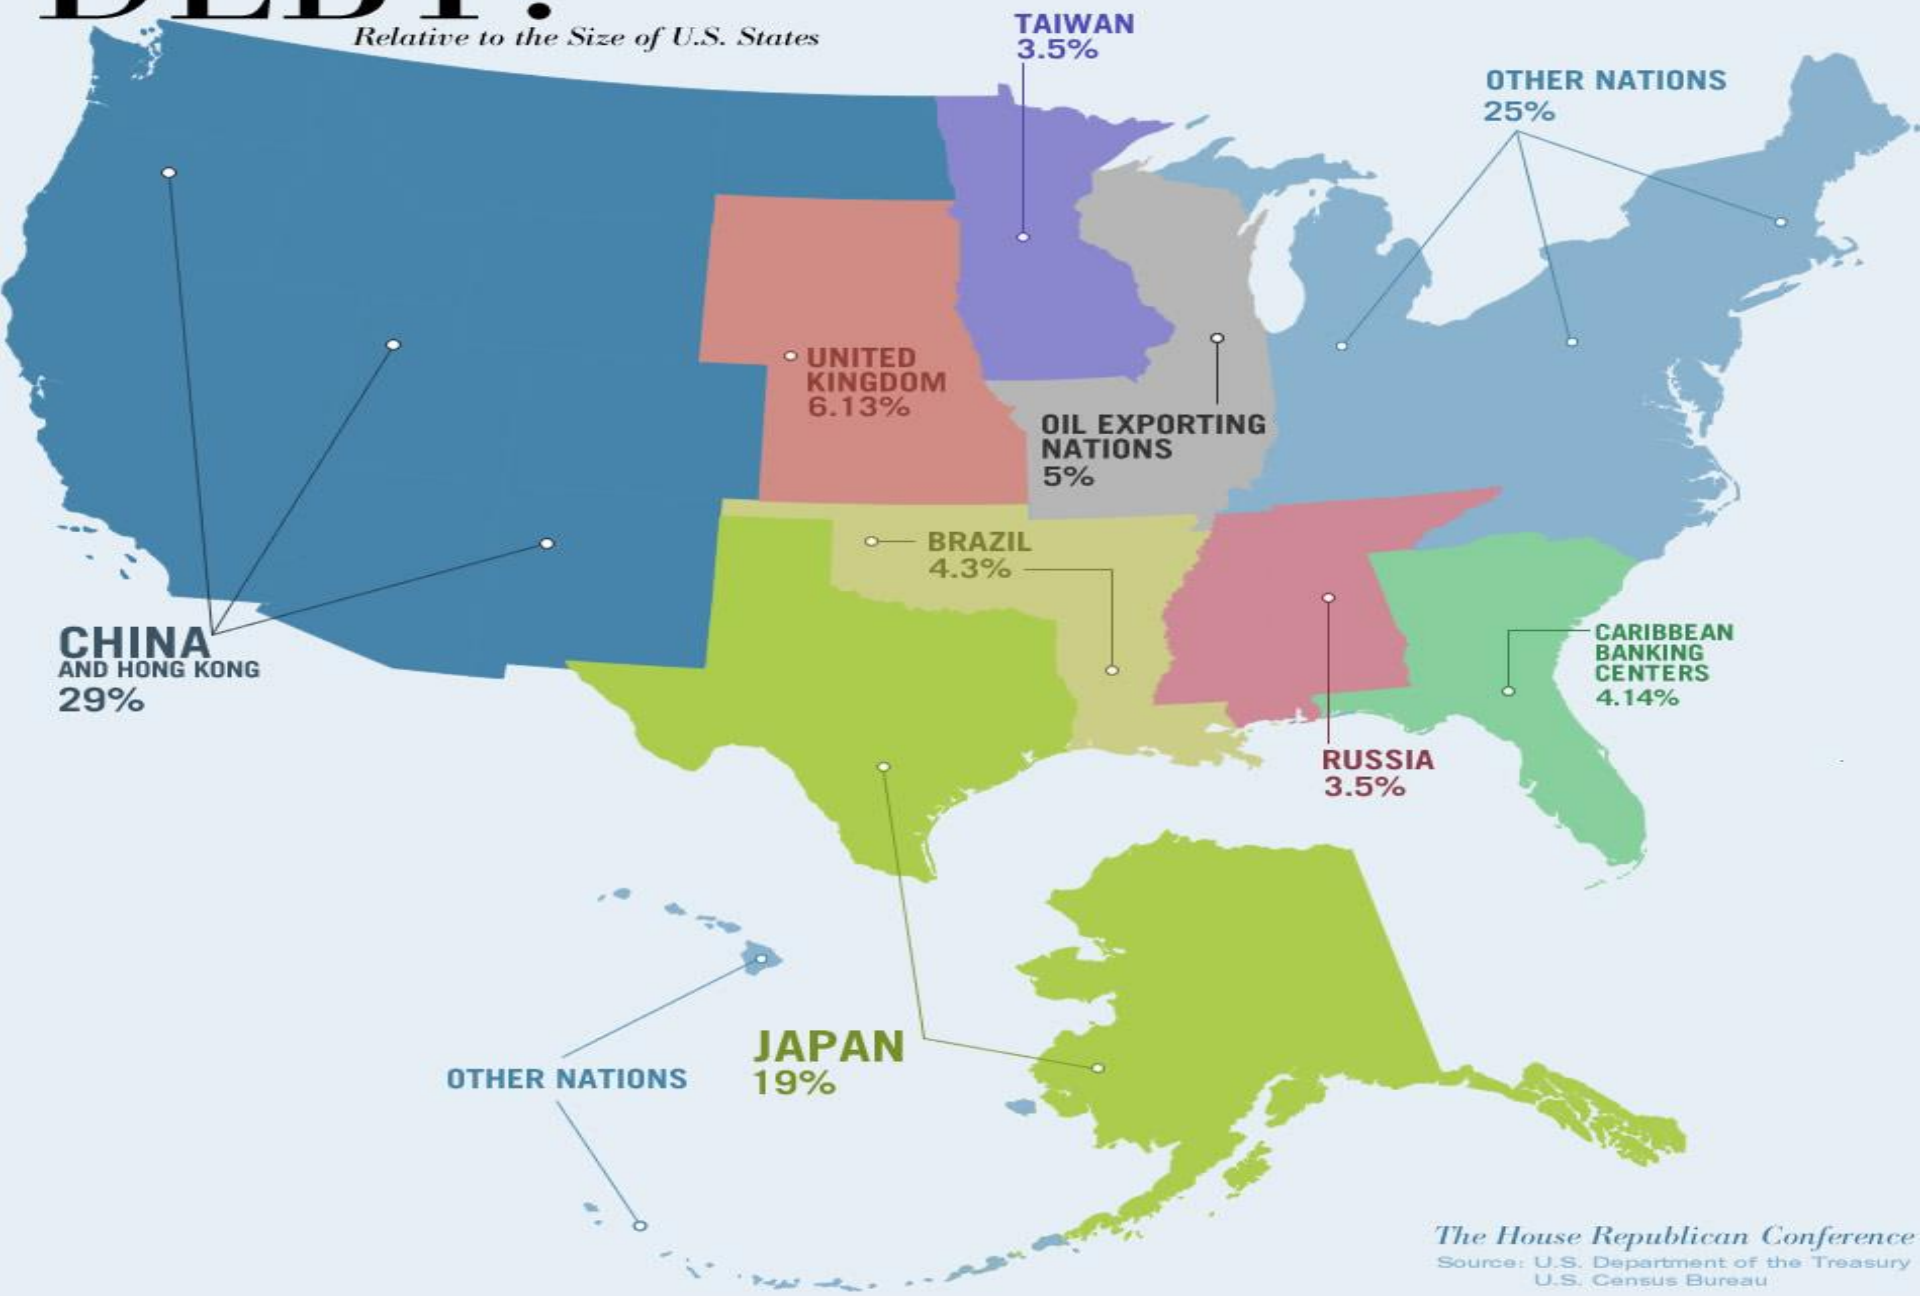 DEBT?
Relative to the Size of U.S. States
TAIWAN
3.5%
OTHER NATIONS
25%
UNITED
KINGDOM
6.13%
OIL EXPORTING
NATIONS
5%
BRAZIL
4.3%
CHINA
AND HONG KONG
29%
CARIBBEAN
BANKING
CENTERS
4.14%
RUSSIA
3.5%
JAPAN
19%
OTHER NATIONS
The House Republican Conference
Source: U.S. Department of the Treasury
U.S. Census Bureau